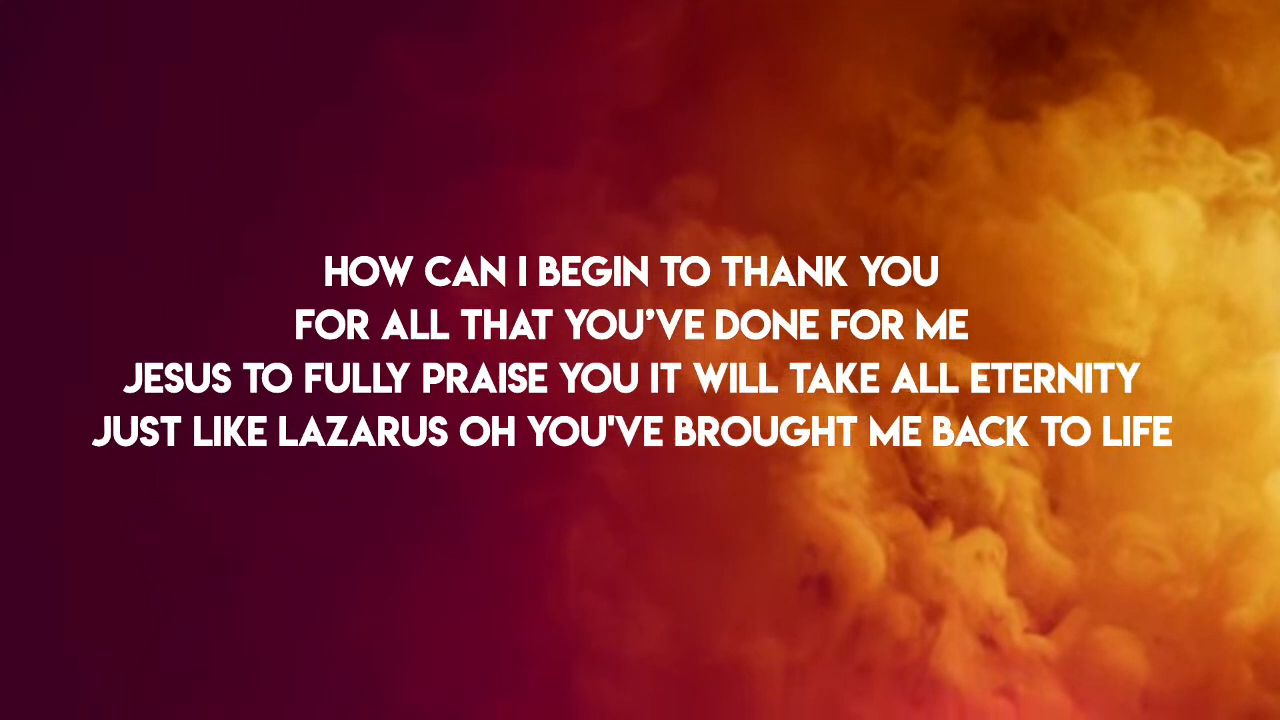 HOW CAN I BEGIN TO THANK YOU
FOR ALL THAT YOU’VE DONE FOR ME
JESUS TO FULLY PRAISE YOU IT WILL TAKE ALL ETERNITY
JUST LIKE LAZARUS OH YOU'VE BROUGHT ME BACK TO LIFE